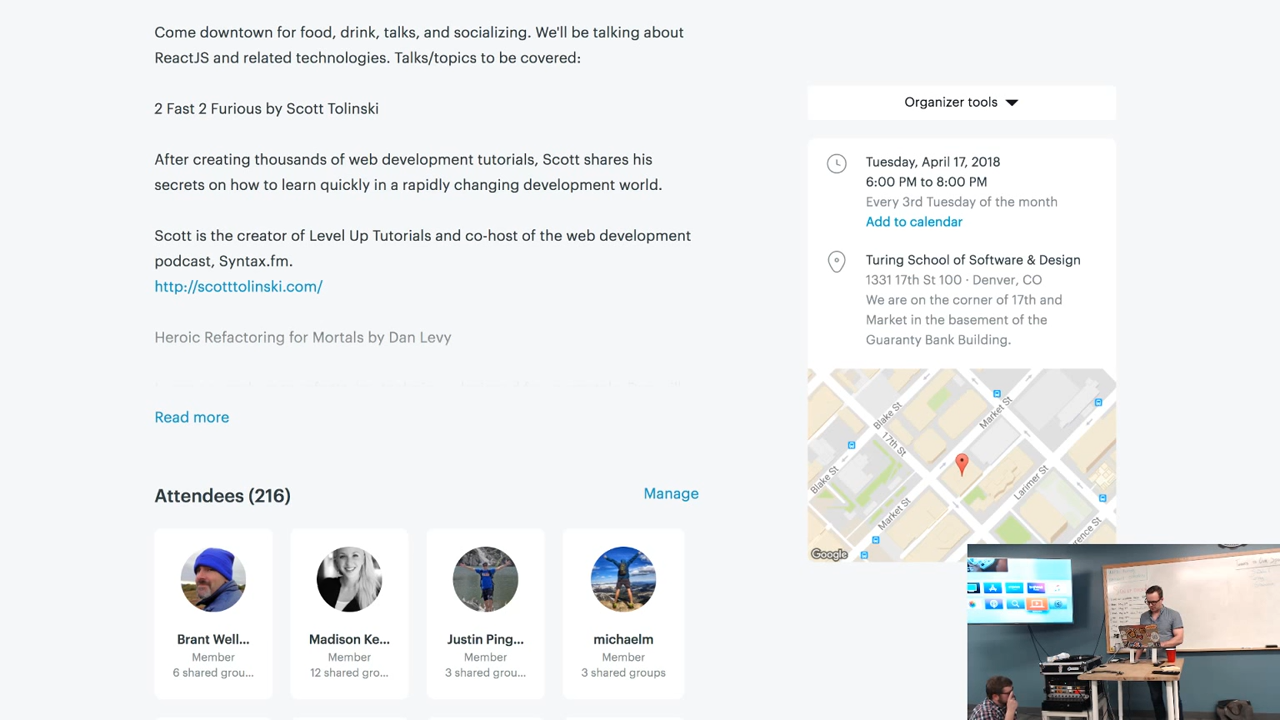 Come downtown for food, drink, talks, and socializing. We'll be talking about
ReactJS and related technologies. Talks/topics to be covered:
2 Fast 2 Furious by Scott Tolinski
After creating thousands of web development tutorials, Scott shares his
secrets on how to learn quickly in a rapidly changing development world.
Scott is the creator of Level Up Tutorials and co-host of the web development
podcast, Syntax.fm.
http://scotttolinski.com/
Heroic Refactoring for Mortals by Dan Levy
Read more
Attendees (216)
Manage
Brant Well...
Member
6 shared grou...
Madison Ke...
Member
12 shared gro...
Justin Ping...
Member
3 shared grou...
michaelm
Member
3 shared groups
Organizer tools
Tuesday, April 17, 2018
6:00 PM to 8:00 PM
Every 3rd Tuesday of the month
Add to calendar
Turing School of Software & Design
1331 17th St 100 · Denver, CO
We are on the corner of 17th and
Market in the basement of the
Guaranty Bank Building.
Blake St
17th St
Market St
Blake St
Market St
Larimer St
Google